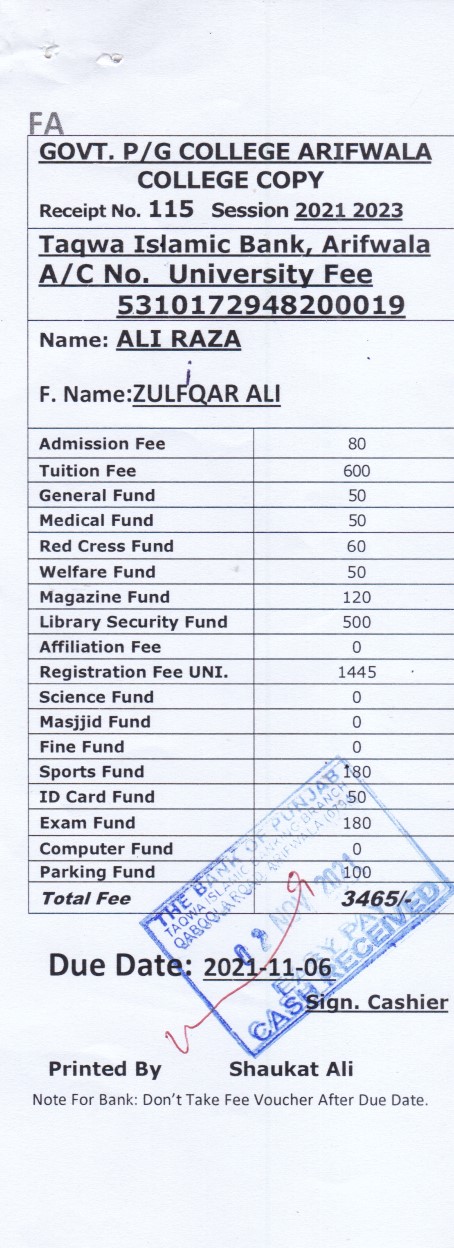 FA
GOVT. P/G COLLEGE ARIFWALA
COLLEGE COPY
Receipt No. 115 Session 2021 2023
Taqwa Islamic Bank, Arifwala
A/C No. University Fee
5310172948200019
Name: ALI RAZA
i
F. Name:ZULFQAR ALI
Admission Fee 80
Tuition Fee 600
General Fund 50
Medical Fund 50
Red Cress Fund 60
Welfare Fund 50
Magazine Fund 120
Library Security Fund 500
Affiliation Fee 0
Registration Fee UNI. 1445
Science Fund 0
Masjjid Fund 0
Fine Fund 0
Sports Fund 180
ID Card Fund 50
Exam Fund 180
Computer Fund 0
Parking Fund 100
Total Fee 3465/-
THE BANK OF PUNJAB
TAQWA ISLAMIC BANKING BRANCH
QABOOLA ROAD, ARIFWALA
08 NOV 2021
EASY PAY
CASH RECEIVED
Due Date: 2021-11-06
Sign. Cashier
Printed By Shaukat Ali
Note For Bank: Don't Take Fee Voucher After Due Date.